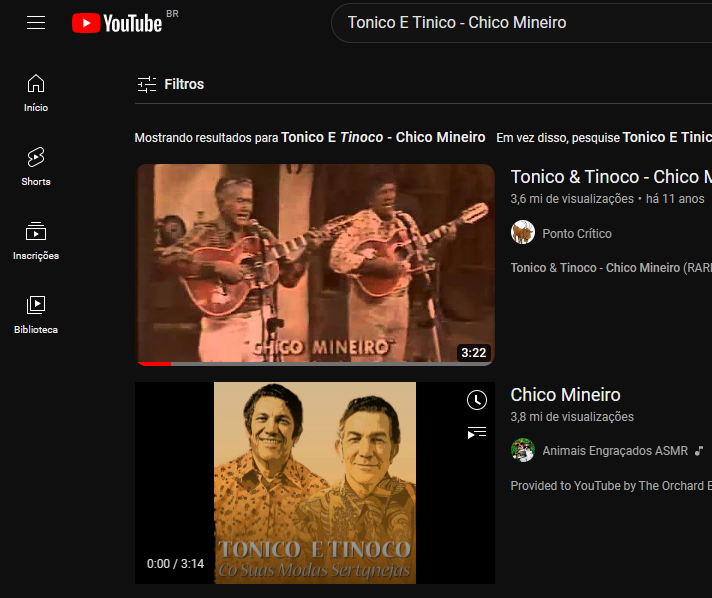 YouTube BR
Tonico E Tinico - Chico Mineiro
Filtros
Início
Shorts
Inscrições
Biblioteca
Mostrando resultados para Tonico E Tinoco - Chico Mineiro
Em vez disso, pesquise Tonico E Tinic
CHICO MINEIRO
3:22
Tonico & Tinoco - Chico M
3,6 mi de visualizações • há 11 anos
Ponto Crítico
Tonico & Tinoco - Chico Mineiro (RARI
TONICO E TINOCO
Co Suas Modas Sertanejas
0:00 / 3:14
Chico Mineiro
3,8 mi de visualizações
Animais Engraçados ASMR
Provided to YouTube by The Orchard E